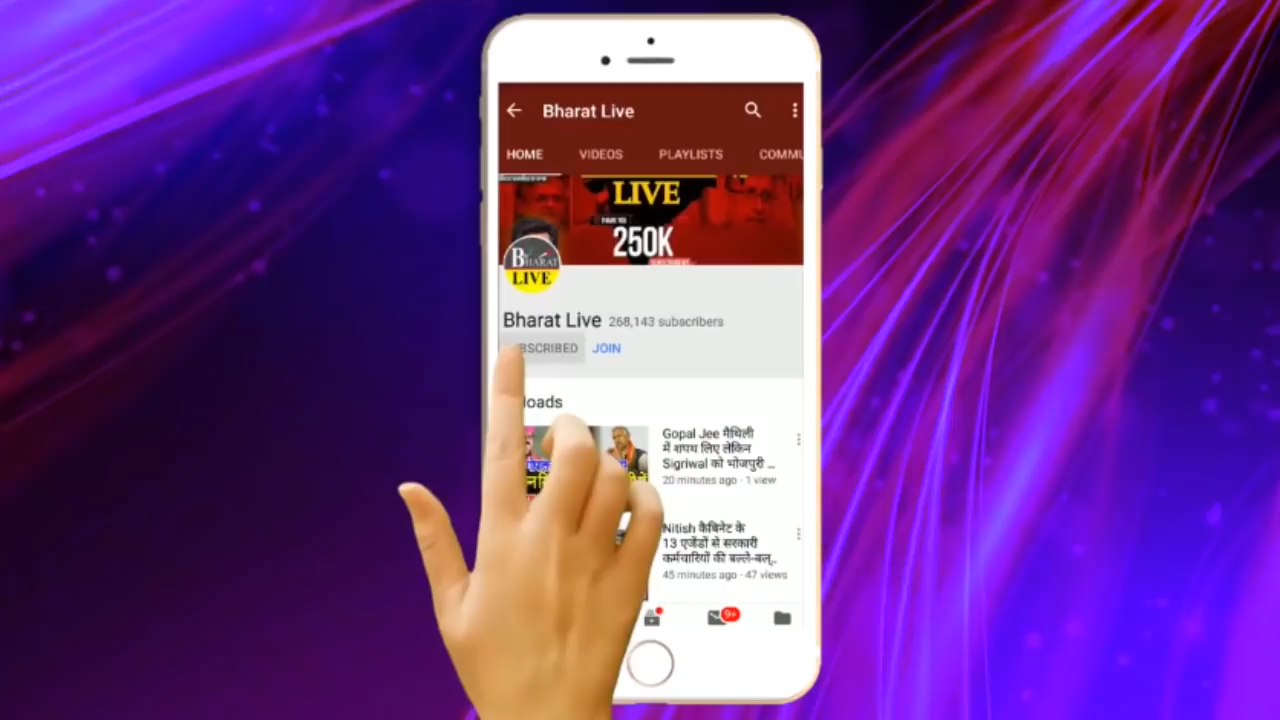 Bharat Live
HOME VIDEOS PLAYLISTS COMMU
LIVE
THANK YOU
250K
BHARAT
LIVE
Bharat Live 268,143 subscribers
BSCRIBED JOIN
loads
Gopal Jee मैथिली
में शपथ लिए लेकिन
Sigriwal को भोजपुरी ...
20 minutes ago · 1 view
Nitish कैबिनेट के
13 एजेंडों से सरकारी
कर्मचारियों की बल्ले-बल्..
45 minutes ago · 47 views
9+